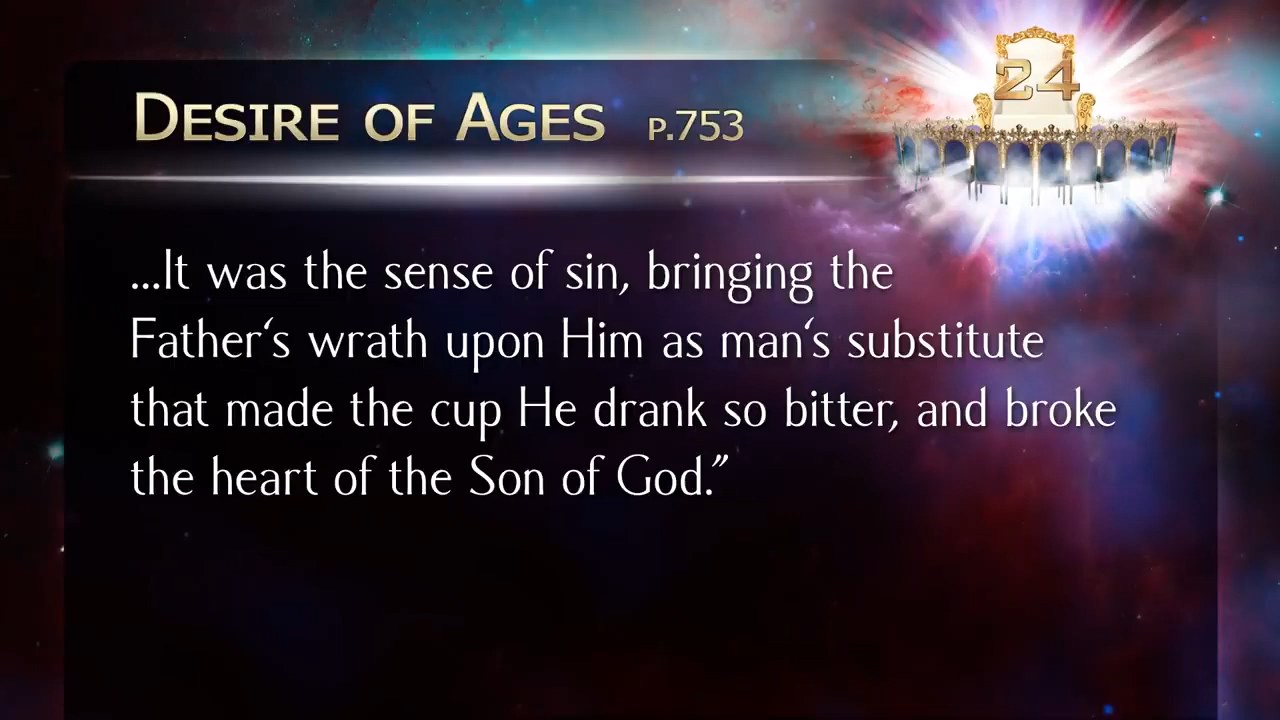 24
DESIRE OF AGES P.753
...It was the sense of sin, bringing the
Father‘s wrath upon Him as man‘s substitute
that made the cup He drank so bitter, and broke
the heart of the Son of God.”